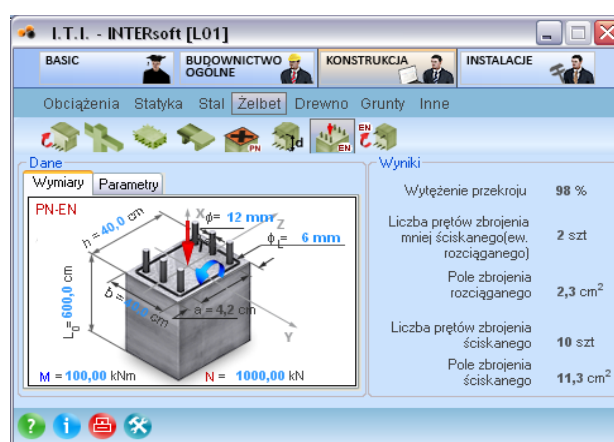 I.T.I. - INTERsoft [L01]
BASIC
BUDOWNICTWO OGÓLNE
KONSTRUKCJA
INSTALACJE
Obciążenia Statyka Stal Żelbet Drewno Grunty Inne
PN
d
EN
EN
Dane
Wymiary Parametry
PN-EN
h = 40,0 cm
X
ϕ= 12 mm
Z
ϕL= 6 mm
L0= 600,0 cm
b =
cm
a = 4,2 cm
Y
M = 100,00 kNm
N = 1000,00 kN
Wyniki
Wytężenie przekroju 98 %
Liczba prętów zbrojenia
mniej ściskanego(ew. 2 szt
rozciąganego)
Pole zbrojenia
rozciąganego 2,3 cm²
Liczba prętów zbrojenia
ściskanego 10 szt
Pole zbrojenia
ściskanego 11,3 cm²